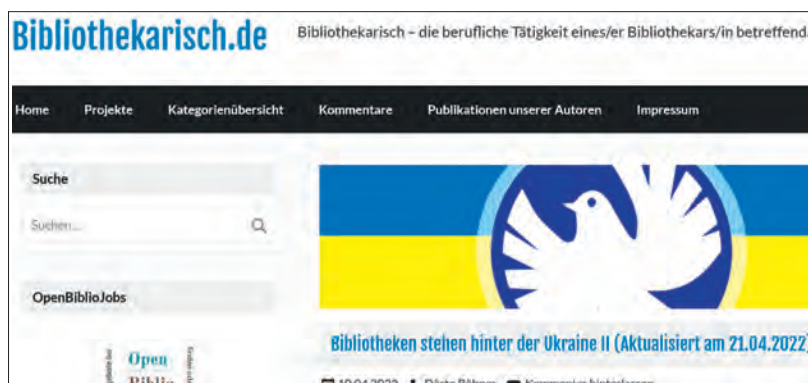 Bibliothekarisch.de
Bibliothekarisch – die berufliche Tätigkeit eines/er Bibliothekars/in betreffend.
Home Projekte Kategorienübersicht Kommentare Publikationen unserer Autoren Impressum
Suche
Suchen...
OpenBiblioJobs
Bibliotheken stehen hinter der Ukraine II (Aktualisiert am 21.04.2022)
Open
Biblio